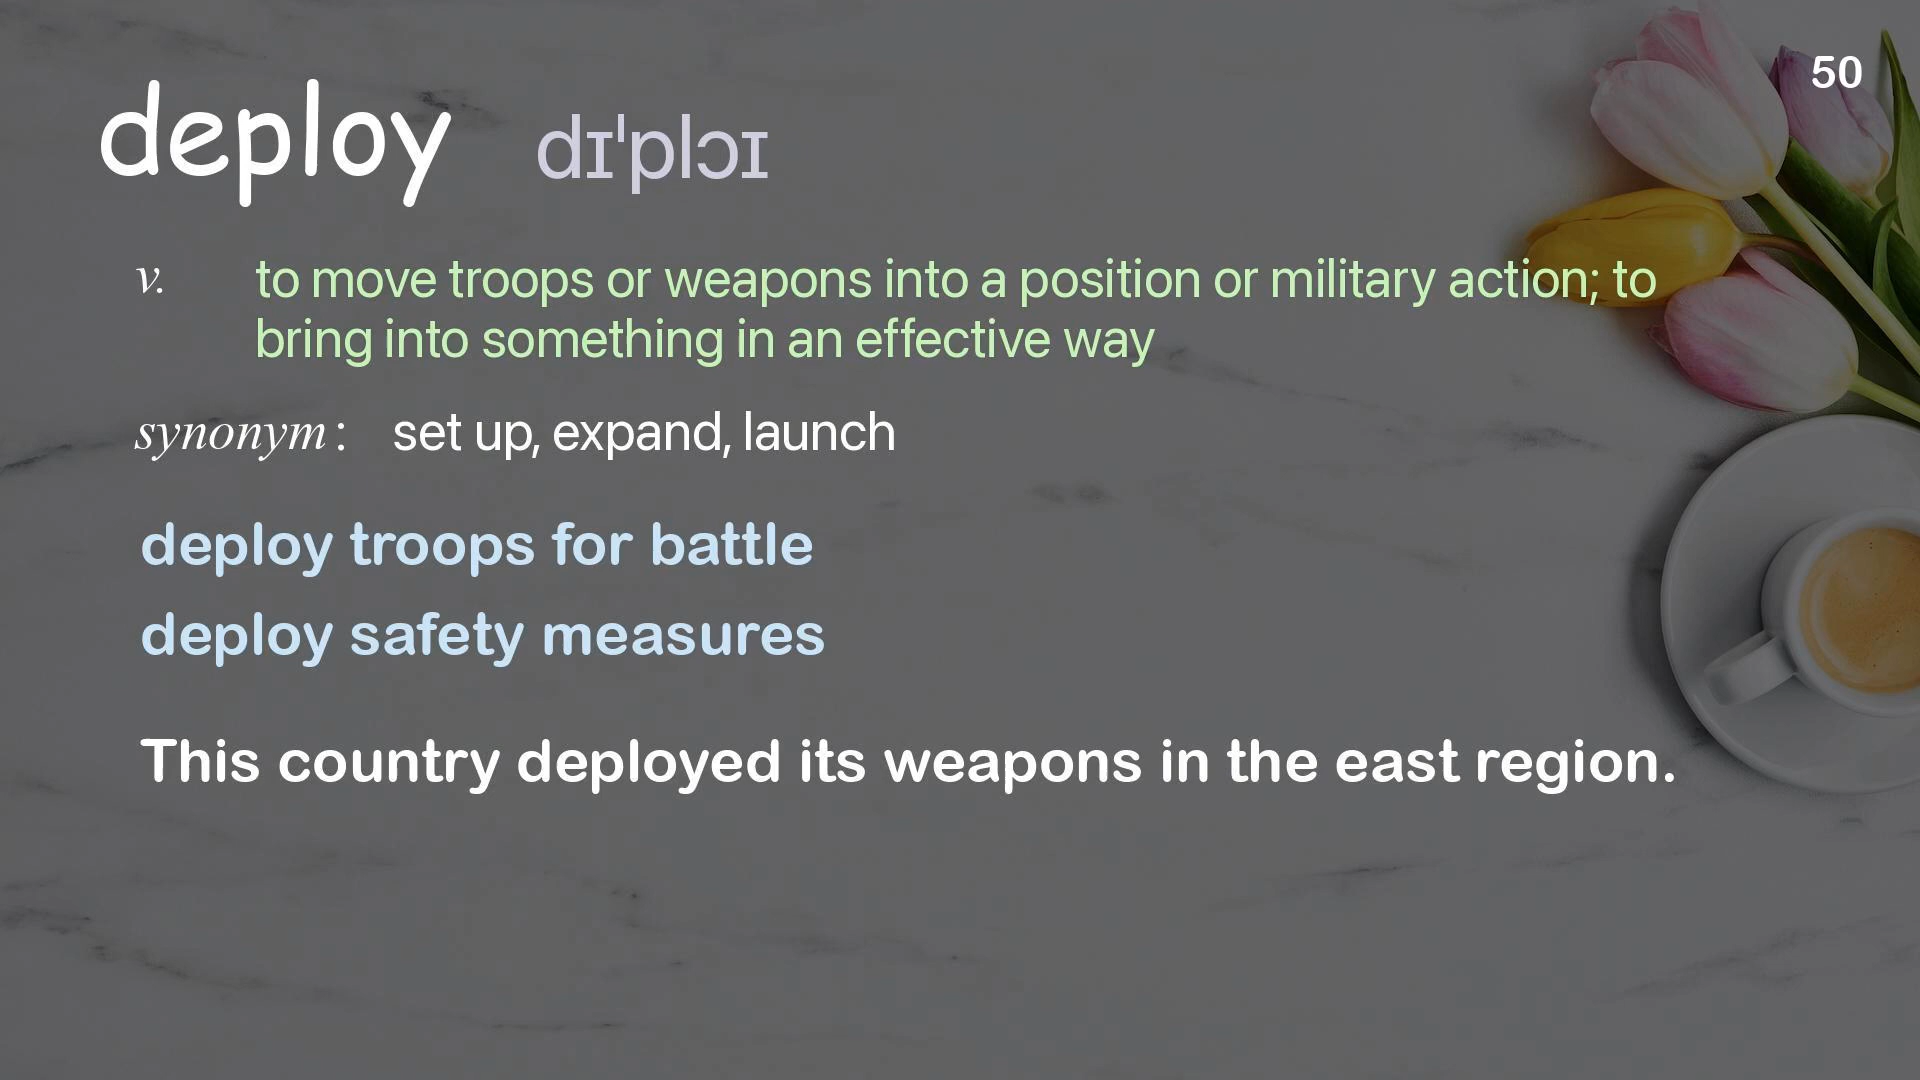 50
deploy dɪˈplɔɪ
v. to move troops or weapons into a position or military action; to
bring into something in an effective way
synonym: set up, expand, launch
deploy troops for battle
deploy safety measures
This country deployed its weapons in the east region.